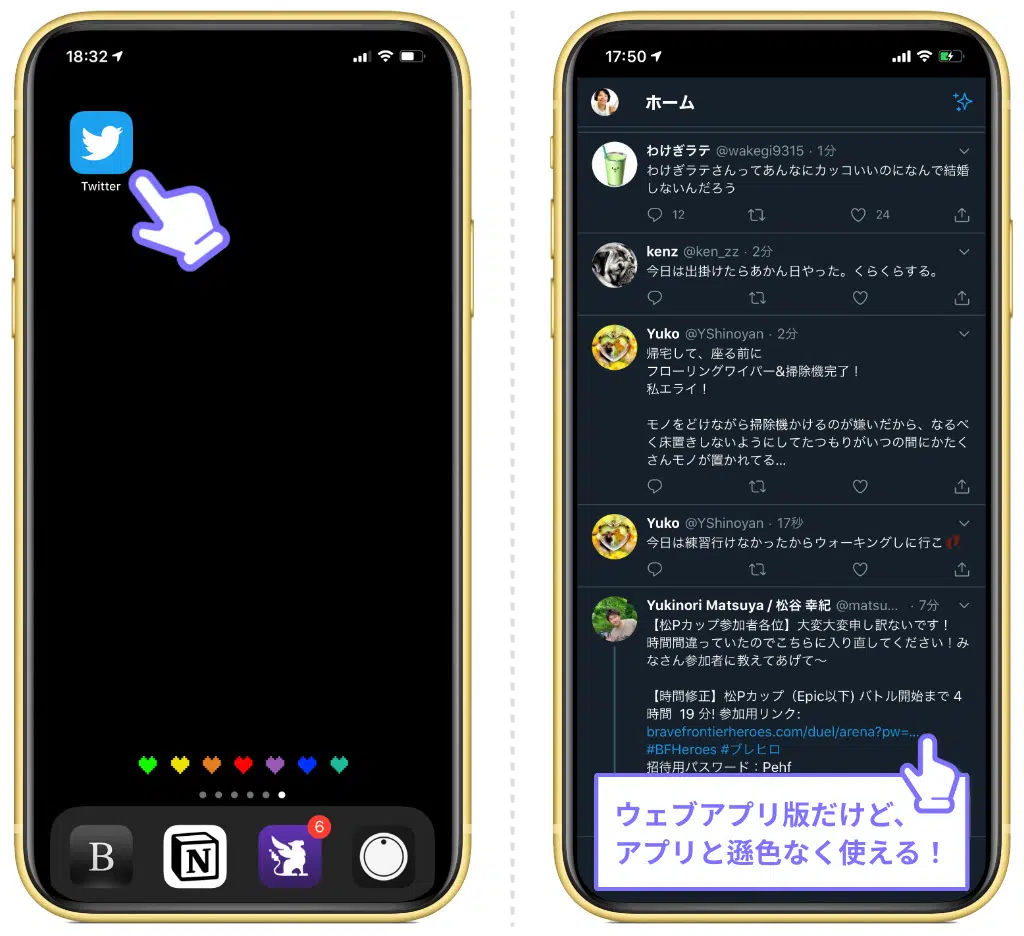 18:32
Twitter
6
B
N
17:50
ホーム
わけぎラテ @wakegi9315 · 1分
わけぎラテさんってあんなにカッコいいのになんで結婚
しないんだろう
12 24
kenz @ken_zz · 2分
今日は出掛けたらあかん日やった。くらくらする。
Yuko @YShinoyan · 2分
帰宅して、座る前に
フローリングワイパー&掃除機完了！
私エライ！
モノをどけながら掃除機かけるのが嫌いだから、なるべ
く床置きしないようにしてたつもりがいつの間にかたく
さんモノが置かれてる...
Yuko @YShinoyan · 17秒
今日は練習行けなかったからウォーキングしに行こ
Yukinori Matsuya / 松谷 幸紀 @matsu... · 7分
【松Pカップ参加者各位】大変大変申し訳ないです！
時間間違っていたのでこちらに入り直してください！み
なさん参加者に教えてあげて〜
【時間修正】松Pカップ（Epic以下) バトル開始まで 4
時間 19 分! 参加用リンク:
bravefrontierheroes.com/duel/arena?pw=...
#BFHeroes #ブレヒロ
招待用パスワード：Pehf
ウェブアプリ版だけど、
アプリと遜色なく使える！